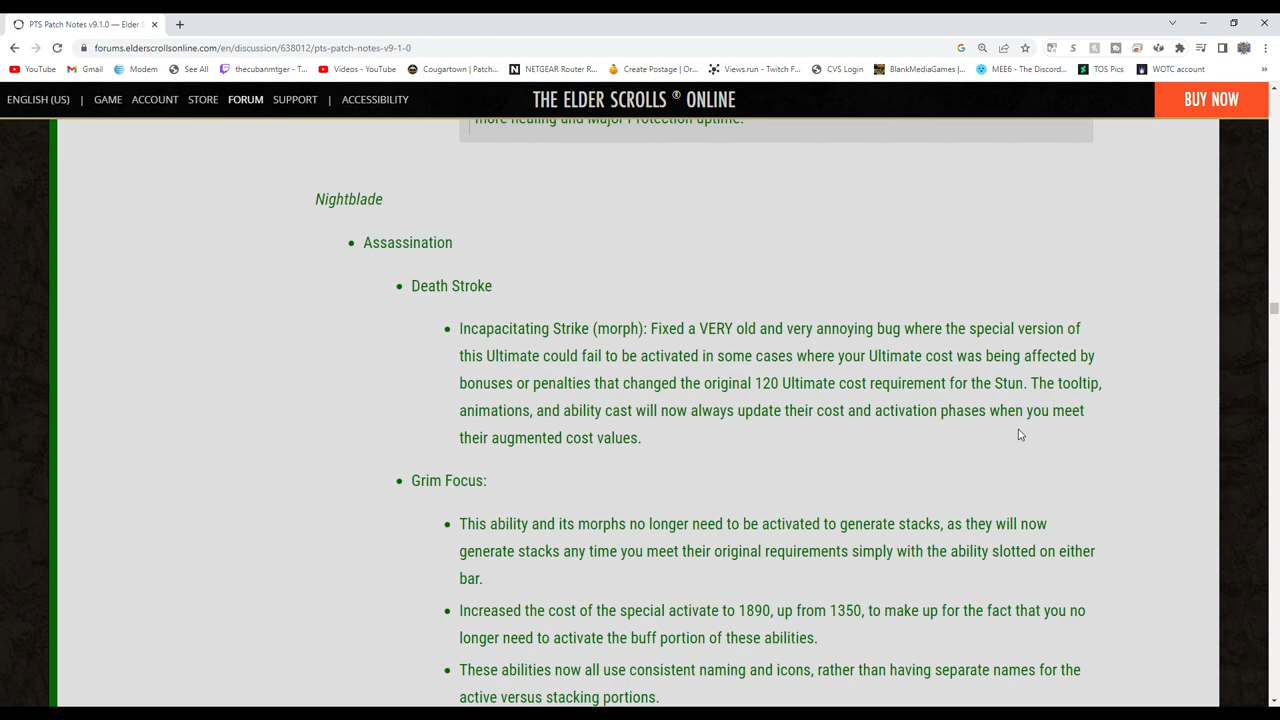 PTS Patch Notes v9.1.0 — Elder S
forums.elderscrollsonline.com/en/discussion/638012/pts-patch-notes-v9-1-0
YouTube Gmail Modem See All thecubanmtger - T... Videos - YouTube Cougartown | Patch... NETGEAR Router R... Create Postage | Or... Views.run - Twitch F... CVS Login BlankMediaGames |... MEE6 - The Discord... TOS Pics WOTC account
ENGLISH (US) | GAME ACCOUNT STORE FORUM SUPPORT | ACCESSIBILITY THE ELDER SCROLLS ® ONLINE BUY NOW
more healing and Major Protection uptime.
Nightblade
• Assassination
• Death Stroke
• Incapacitating Strike (morph): Fixed a VERY old and very annoying bug where the special version of
this Ultimate could fail to be activated in some cases where your Ultimate cost was being affected by
bonuses or penalties that changed the original 120 Ultimate cost requirement for the Stun. The tooltip,
animations, and ability cast will now always update their cost and activation phases when you meet
their augmented cost values.
• Grim Focus:
• This ability and its morphs no longer need to be activated to generate stacks, as they will now
generate stacks any time you meet their original requirements simply with the ability slotted on either
bar.
• Increased the cost of the special activate to 1890, up from 1350, to make up for the fact that you no
longer need to activate the buff portion of these abilities.
• These abilities now all use consistent naming and icons, rather than having separate names for the
active versus stacking portions.